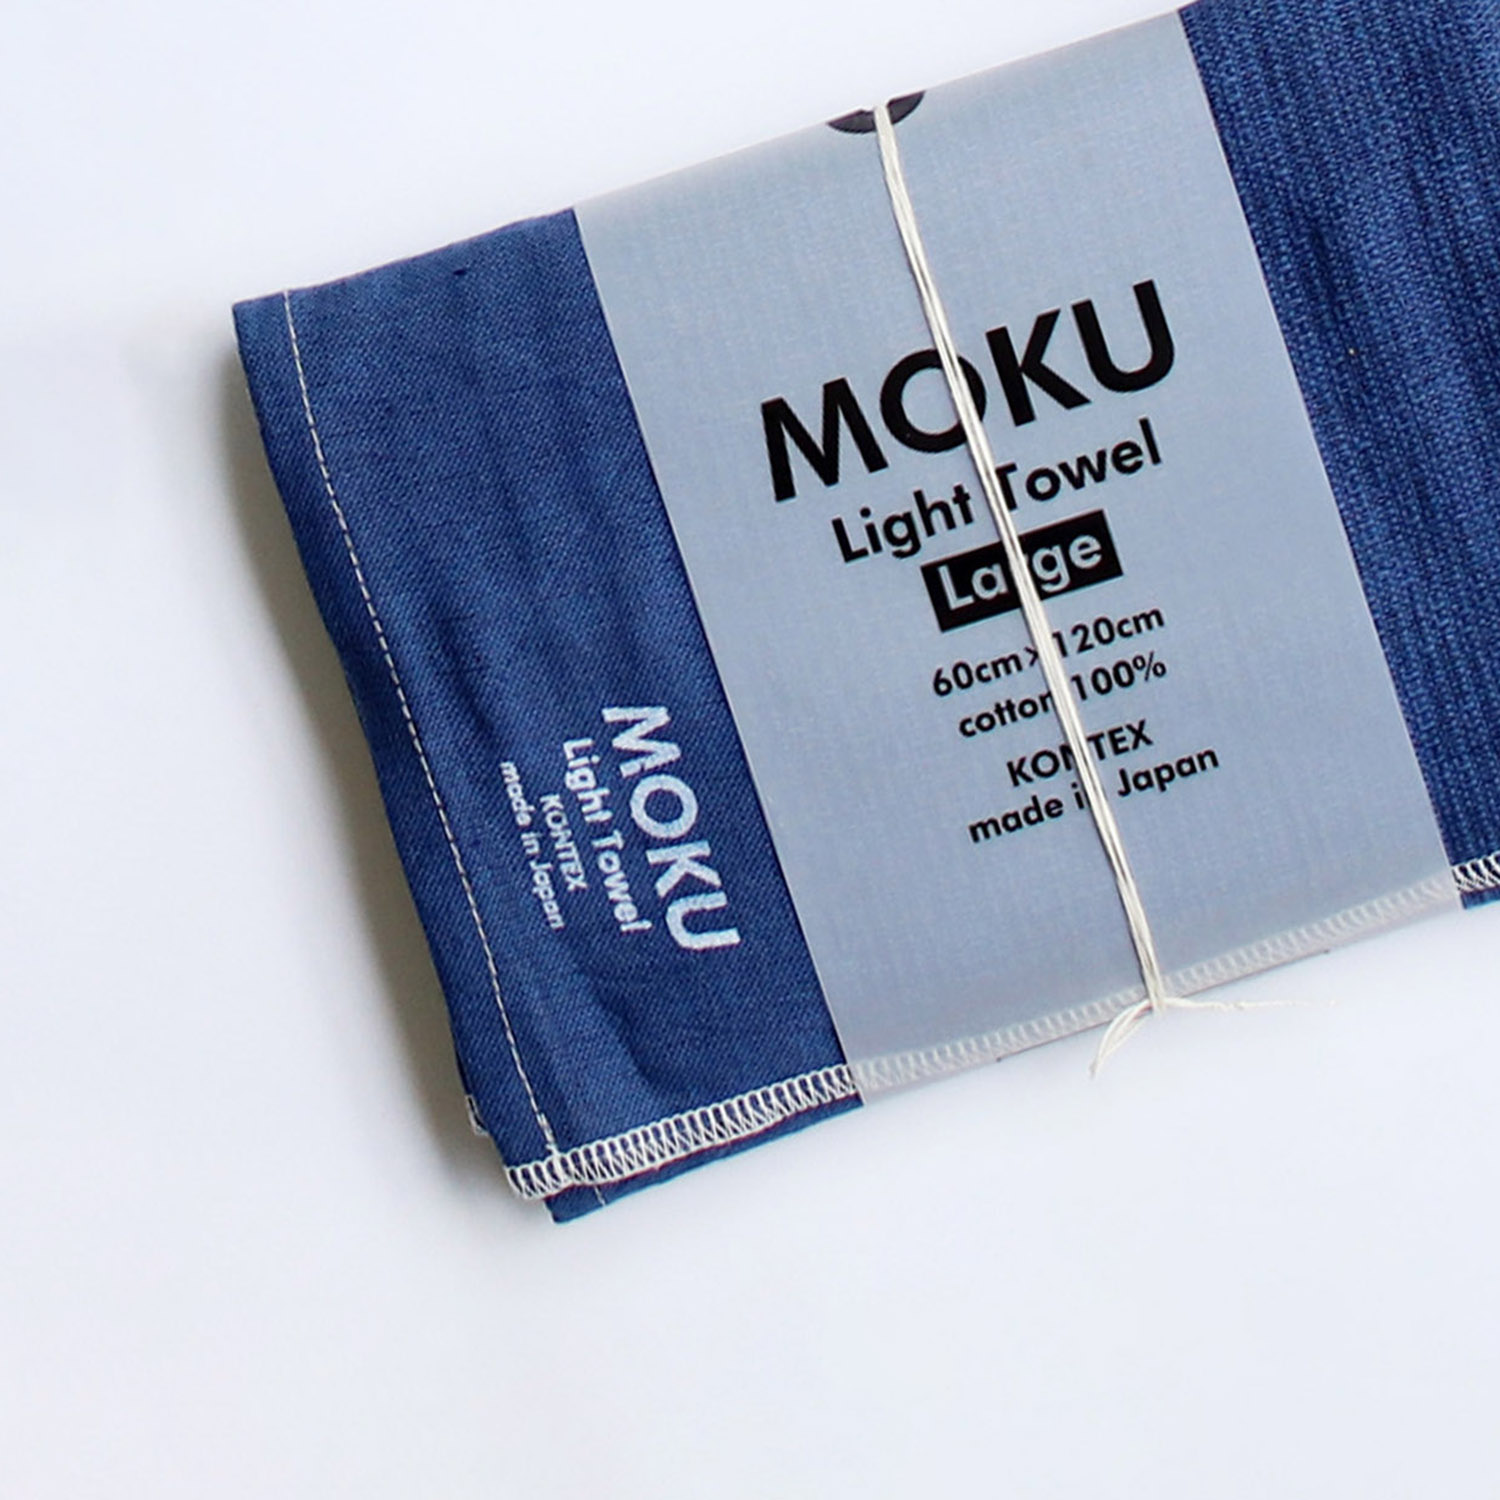 MOKU
Light Towel
Large
60cm×120cm
cotton 100%
KONTEX
made in Japan
MOKU
Light Towel
KONTEX
made in Japan